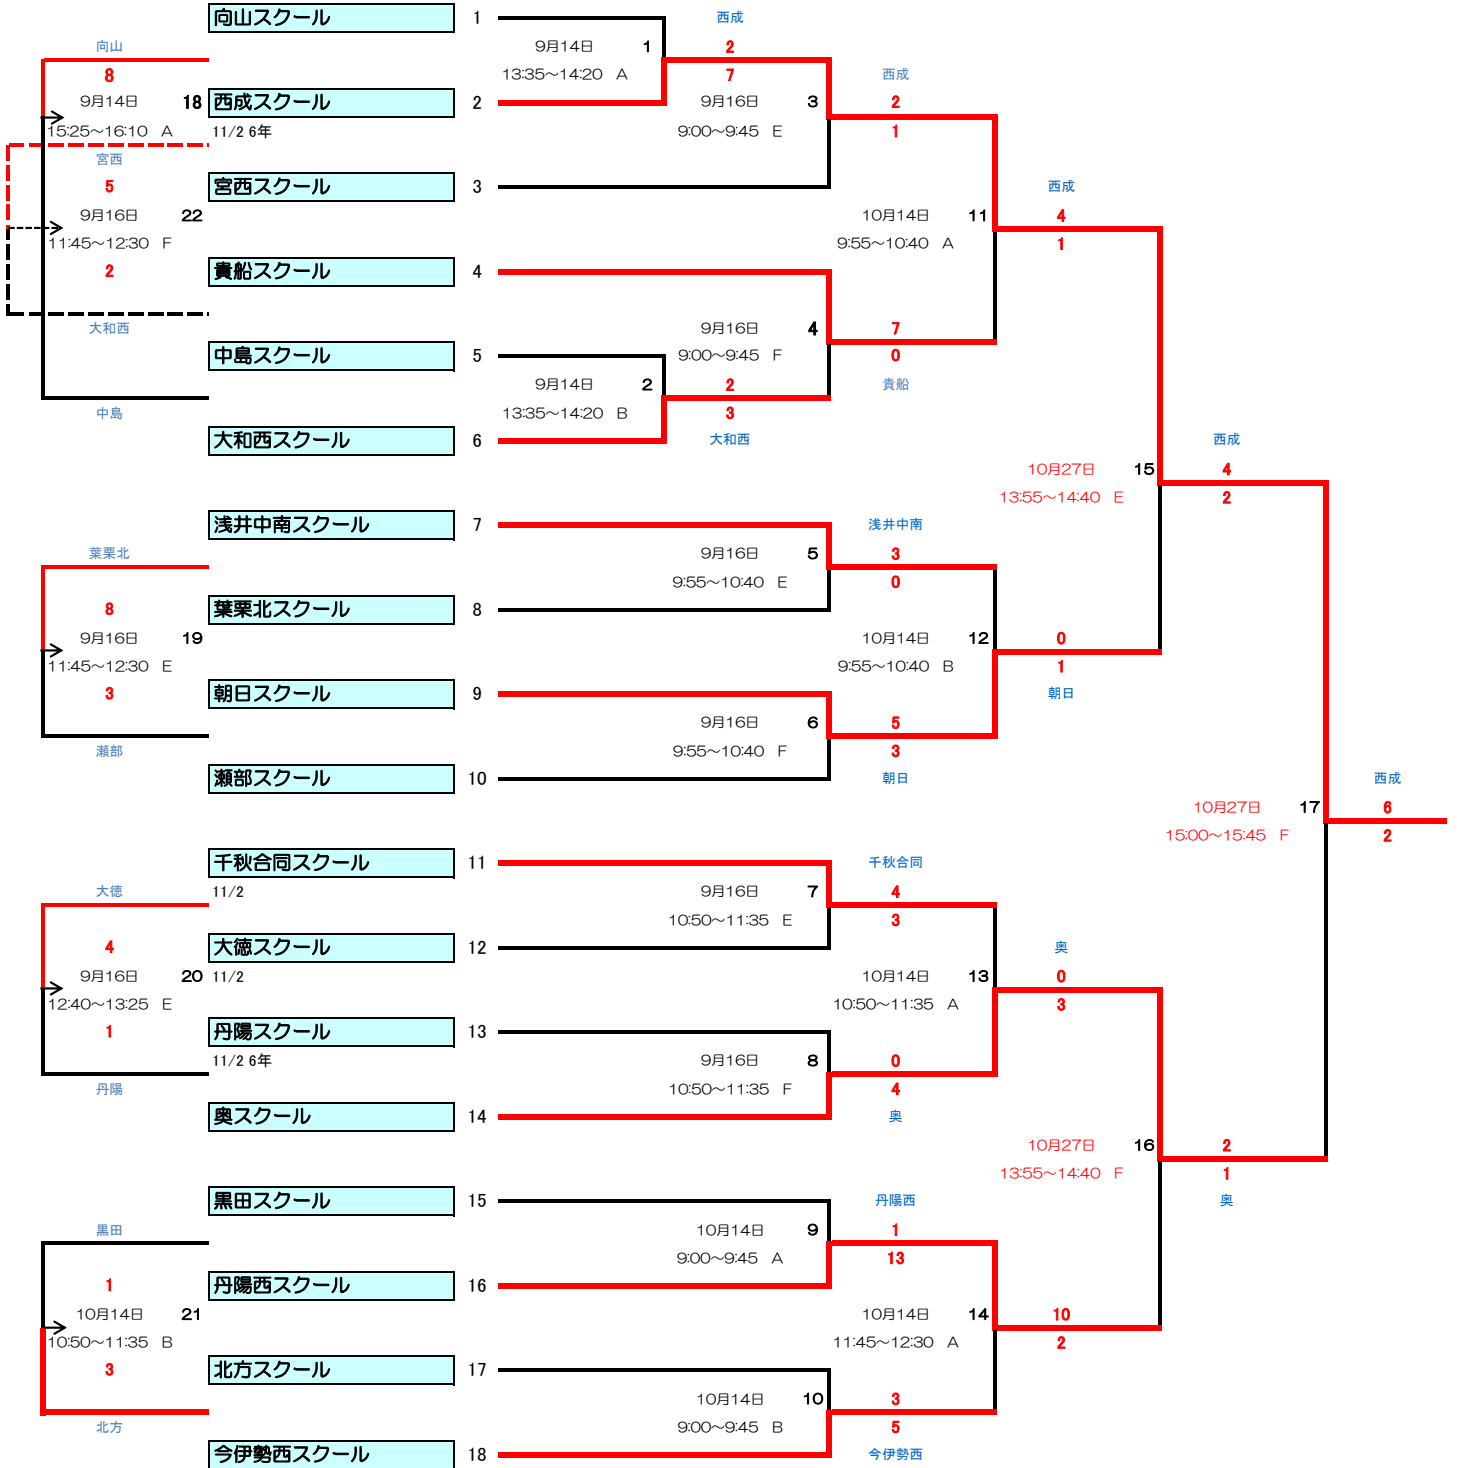 向山スクール 1 西成
向山 9月14日 1 2
8 13:35～14:20 A 7 西成
9月14日 18 西成スクール 2 9月16日 3 2
15:25～16:10 A 11/2 6年 9:00～9:45 E 1
宮西
5 宮西スクール 3 西成
9月16日 22 10月14日 11 4
11:45～12:30 F 9:55～10:40 A 1
2 貴船スクール 4
大和西 9月16日 4 7
中島スクール 5 9:00～9:45 F 0
9月14日 2 2 貴船
中島 13:35～14:20 B 3
大和西スクール 6 大和西 西成
10月27日 15 4
13:55～14:40 E 2
浅井中南スクール 7 浅井中南
葉栗北 9月16日 5 3
9:55～10:40 E 0
8 葉栗北スクール 8
9月16日 19 10月14日 12 0
11:45～12:30 E 9:55～10:40 B 1
3 朝日スクール 9 朝日
9月16日 6 5
瀬部 9:55～10:40 F 3
瀬部スクール 10 朝日 西成
10月27日 17 6
15:00～15:45 F 2
千秋合同スクール 11 千秋合同
大徳 11/2 9月16日 7 4
10:50～11:35 E 3
4 大徳スクール 12 奥
9月16日 20 11/2 10月14日 13 0
12:40～13:25 E 10:50～11:35 A 3
1 丹陽スクール 13
11/2 6年 9月16日 8 0
丹陽 10:50～11:35 F 4
奥スクール 14 奥
10月27日 16 2
13:55～14:40 F 1
黒田スクール 15 丹陽西 奥
黒田 10月14日 9 1
9:00～9:45 A 13
1 丹陽西スクール 16
10月14日 21 10月14日 14 10
10:50～11:35 B 11:45～12:30 A 2
3 北方スクール 17
10月14日 10 3
北方 9:00～9:45 B 5
今伊勢西スクール 18 今伊勢西